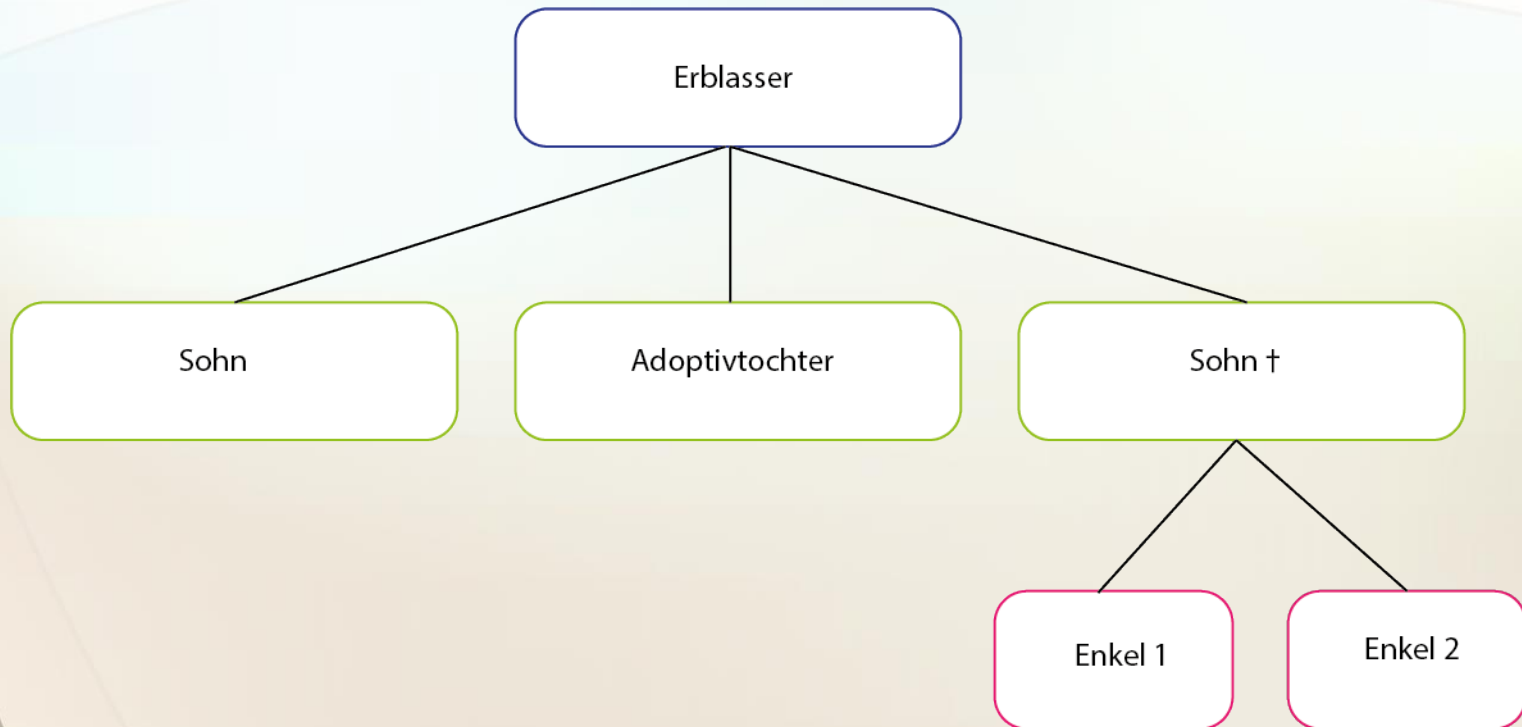 Erblasser
Sohn
Adoptivtochter
Sohn †
Enkel 1
Enkel 2